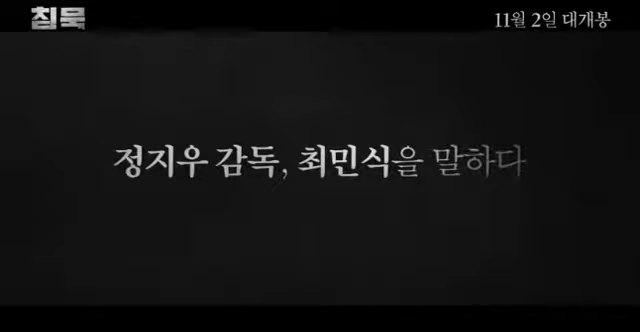 침묵
11월 2일 대개봉
정지우 감독, 최민식을 말하다